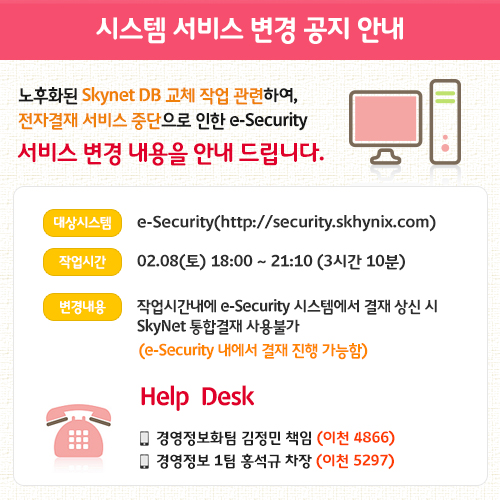 시스템 서비스 변경 공지 안내
노후화된 Skynet DB 교체 작업 관련하여,
전자결재 서비스 중단으로 인한 e-Security
서비스 변경 내용을 안내 드립니다.
대상시스템 e-Security(http://security.skhynix.com)
작업시간 02.08(토) 18:00 ~ 21:10 (3시간 10분)
변경내용 작업시간내에 e-Security 시스템에서 결재 상신 시
SkyNet 통합결재 사용불가
(e-Security 내에서 결재 진행 가능함)
Help Desk
경영정보화팀 김정민 책임 (이천 4866)
경영정보 1팀 홍석규 차장 (이천 5297)